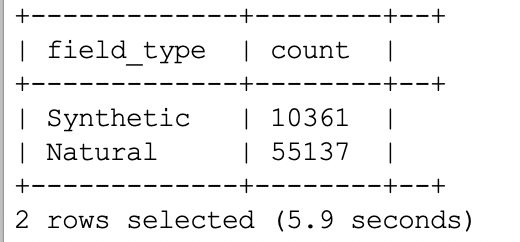 +-------------+--------+--+
| field_type  | count  |
+-------------+--------+--+
| Synthetic   | 10361  |
| Natural     | 55137  |
+-------------+--------+--+
2 rows selected (5.9 seconds)